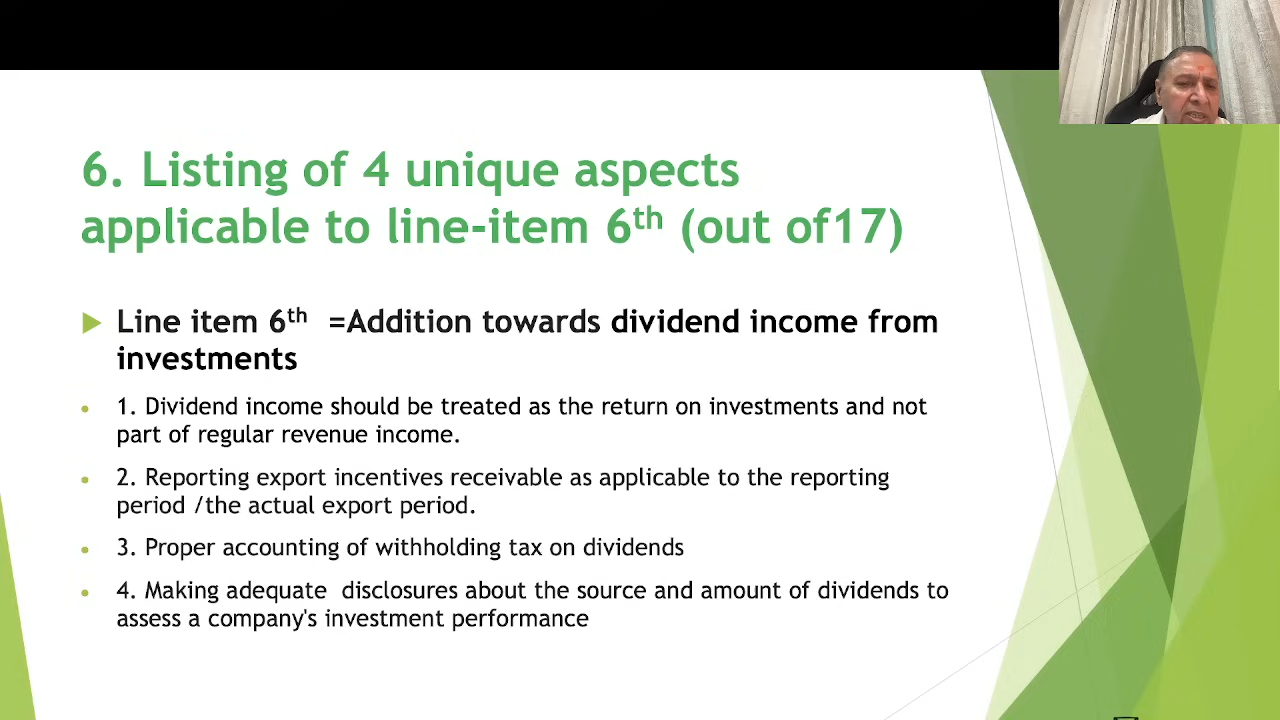 6. Listing of 4 unique aspects
applicable to line-item 6th (out of17)
Line item 6th =Addition towards dividend income from
investments
1. Dividend income should be treated as the return on investments and not
part of regular revenue income.
2. Reporting export incentives receivable as applicable to the reporting
period /the actual export period.
3. Proper accounting of withholding tax on dividends
4. Making adequate disclosures about the source and amount of dividends to
assess a company's investment performance